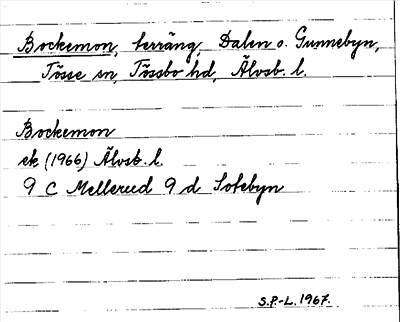 Bockemon, terräng, Dalen o. Gunnebyn,
Tösse sn, Tössbo hd, Älvsb. l.
Bockemon
ek (1966) Älvsb. l.
9 C Mellerud 9 d Sotebyn
S.P.-L. 1967.